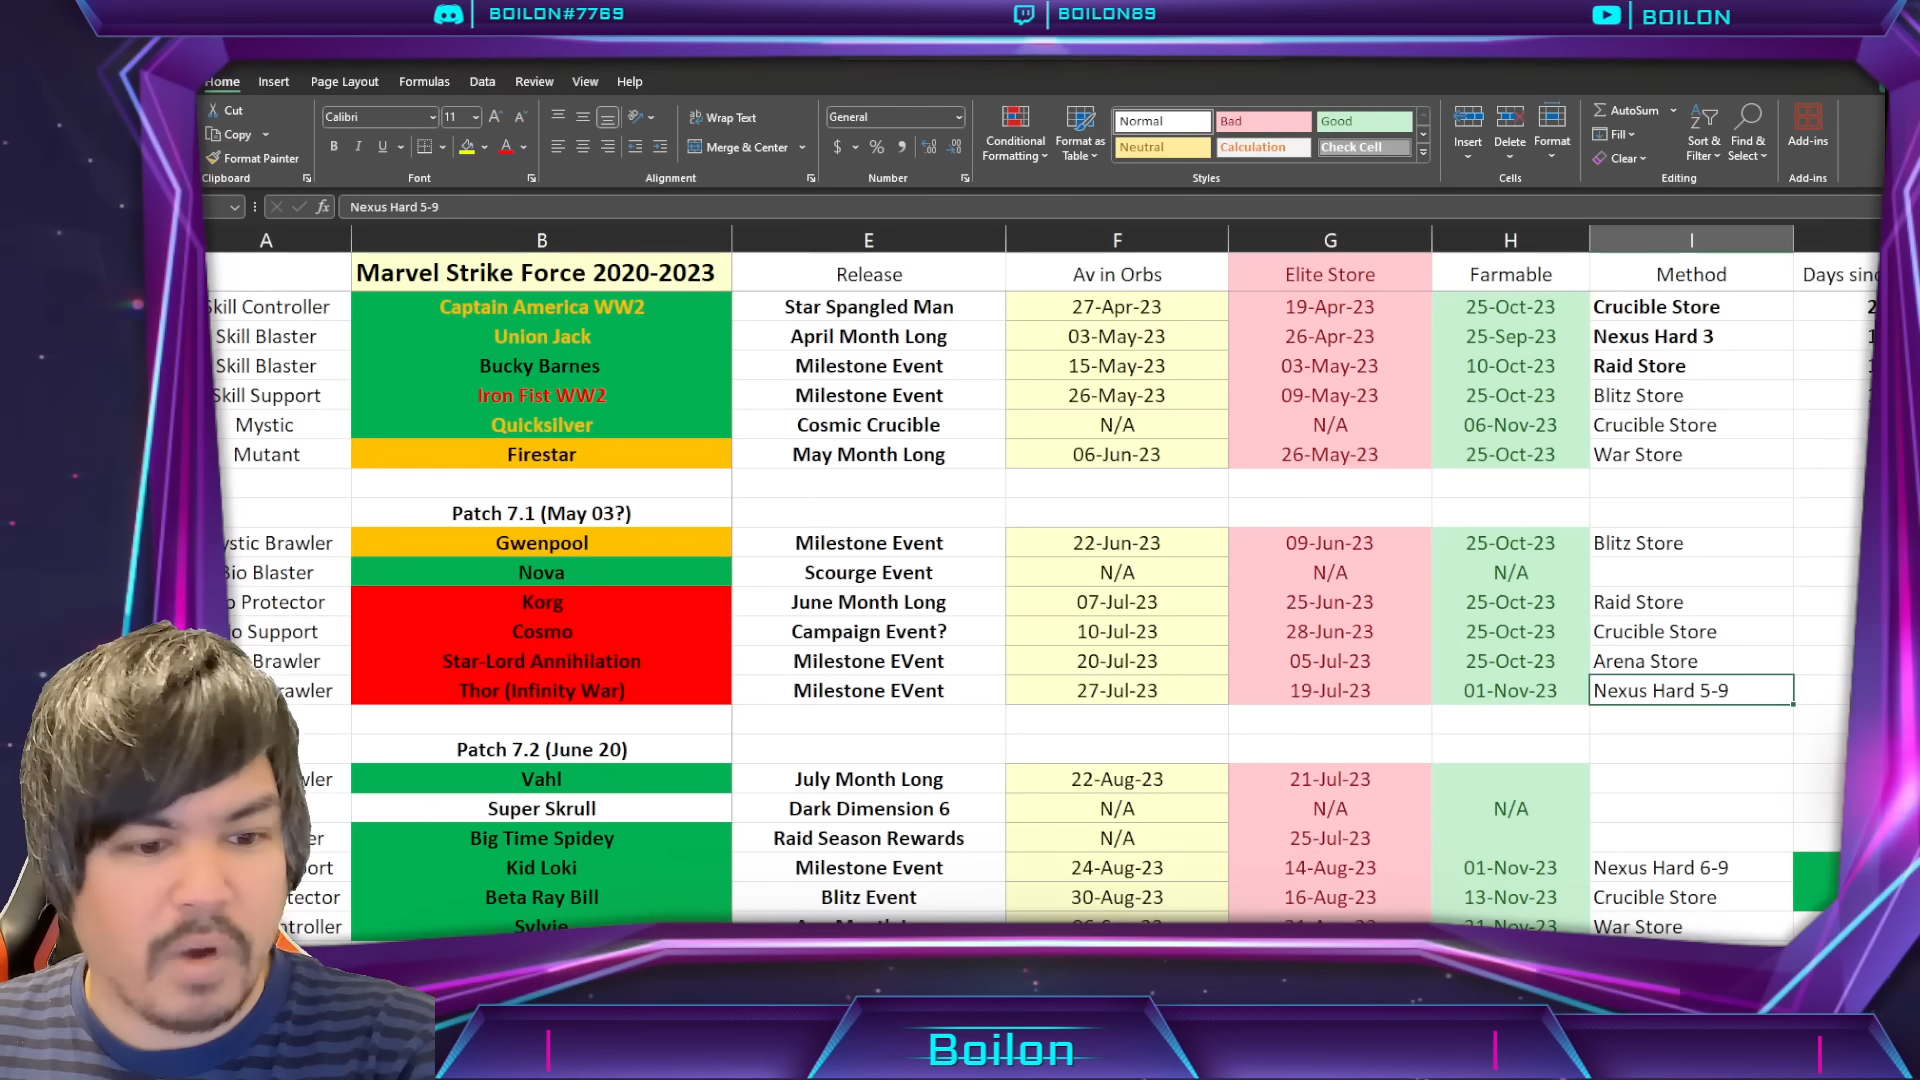 BOILON#7769
BOILON89
BOILON
Home Insert Page Layout Formulas Data Review View Help
Cut
Copy
Format Painter
Clipboard
Calibri 11
B I U
Font
Wrap Text
Merge & Center
Alignment
General
Number
Conditional Formatting
Format as Table
Normal Bad Good
Neutral Calculation Check Cell
Styles
Insert Delete Format
Cells
AutoSum
Fill
Clear
Sort & Filter
Find & Select
Editing
Add-ins
Add-ins
fx Nexus Hard 5-9
A B E F G H I
Marvel Strike Force 2020-2023 Release Av in Orbs Elite Store Farmable Method Days sinc
Skill Controller Captain America WW2 Star Spangled Man 27-Apr-23 19-Apr-23 25-Oct-23 Crucible Store
Skill Blaster Union Jack April Month Long 03-May-23 26-Apr-23 25-Sep-23 Nexus Hard 3
Skill Blaster Bucky Barnes Milestone Event 15-May-23 03-May-23 10-Oct-23 Raid Store
Skill Support Iron Fist WW2 Milestone Event 26-May-23 09-May-23 25-Oct-23 Blitz Store
Mystic Quicksilver Cosmic Crucible N/A N/A 06-Nov-23 Crucible Store
Mutant Firestar May Month Long 06-Jun-23 26-May-23 25-Oct-23 War Store
Patch 7.1 (May 03?)
ystic Brawler Gwenpool Milestone Event 22-Jun-23 09-Jun-23 25-Oct-23 Blitz Store
Bio Blaster Nova Scourge Event N/A N/A N/A
o Protector Korg June Month Long 07-Jul-23 25-Jun-23 25-Oct-23 Raid Store
o Support Cosmo Campaign Event? 10-Jul-23 28-Jun-23 25-Oct-23 Crucible Store
Brawler Star-Lord Annihilation Milestone EVent 20-Jul-23 05-Jul-23 25-Oct-23 Arena Store
rawler Thor (Infinity War) Milestone EVent 27-Jul-23 19-Jul-23 01-Nov-23 Nexus Hard 5-9
Patch 7.2 (June 20)
wler Vahl July Month Long 22-Aug-23 21-Jul-23
Super Skrull Dark Dimension 6 N/A N/A N/A
er Big Time Spidey Raid Season Rewards N/A 25-Jul-23
port Kid Loki Milestone Event 24-Aug-23 14-Aug-23 01-Nov-23 Nexus Hard 6-9
tector Beta Ray Bill Blitz Event 30-Aug-23 16-Aug-23 13-Nov-23 Crucible Store
ntroller Sylvie War Store
Boilon